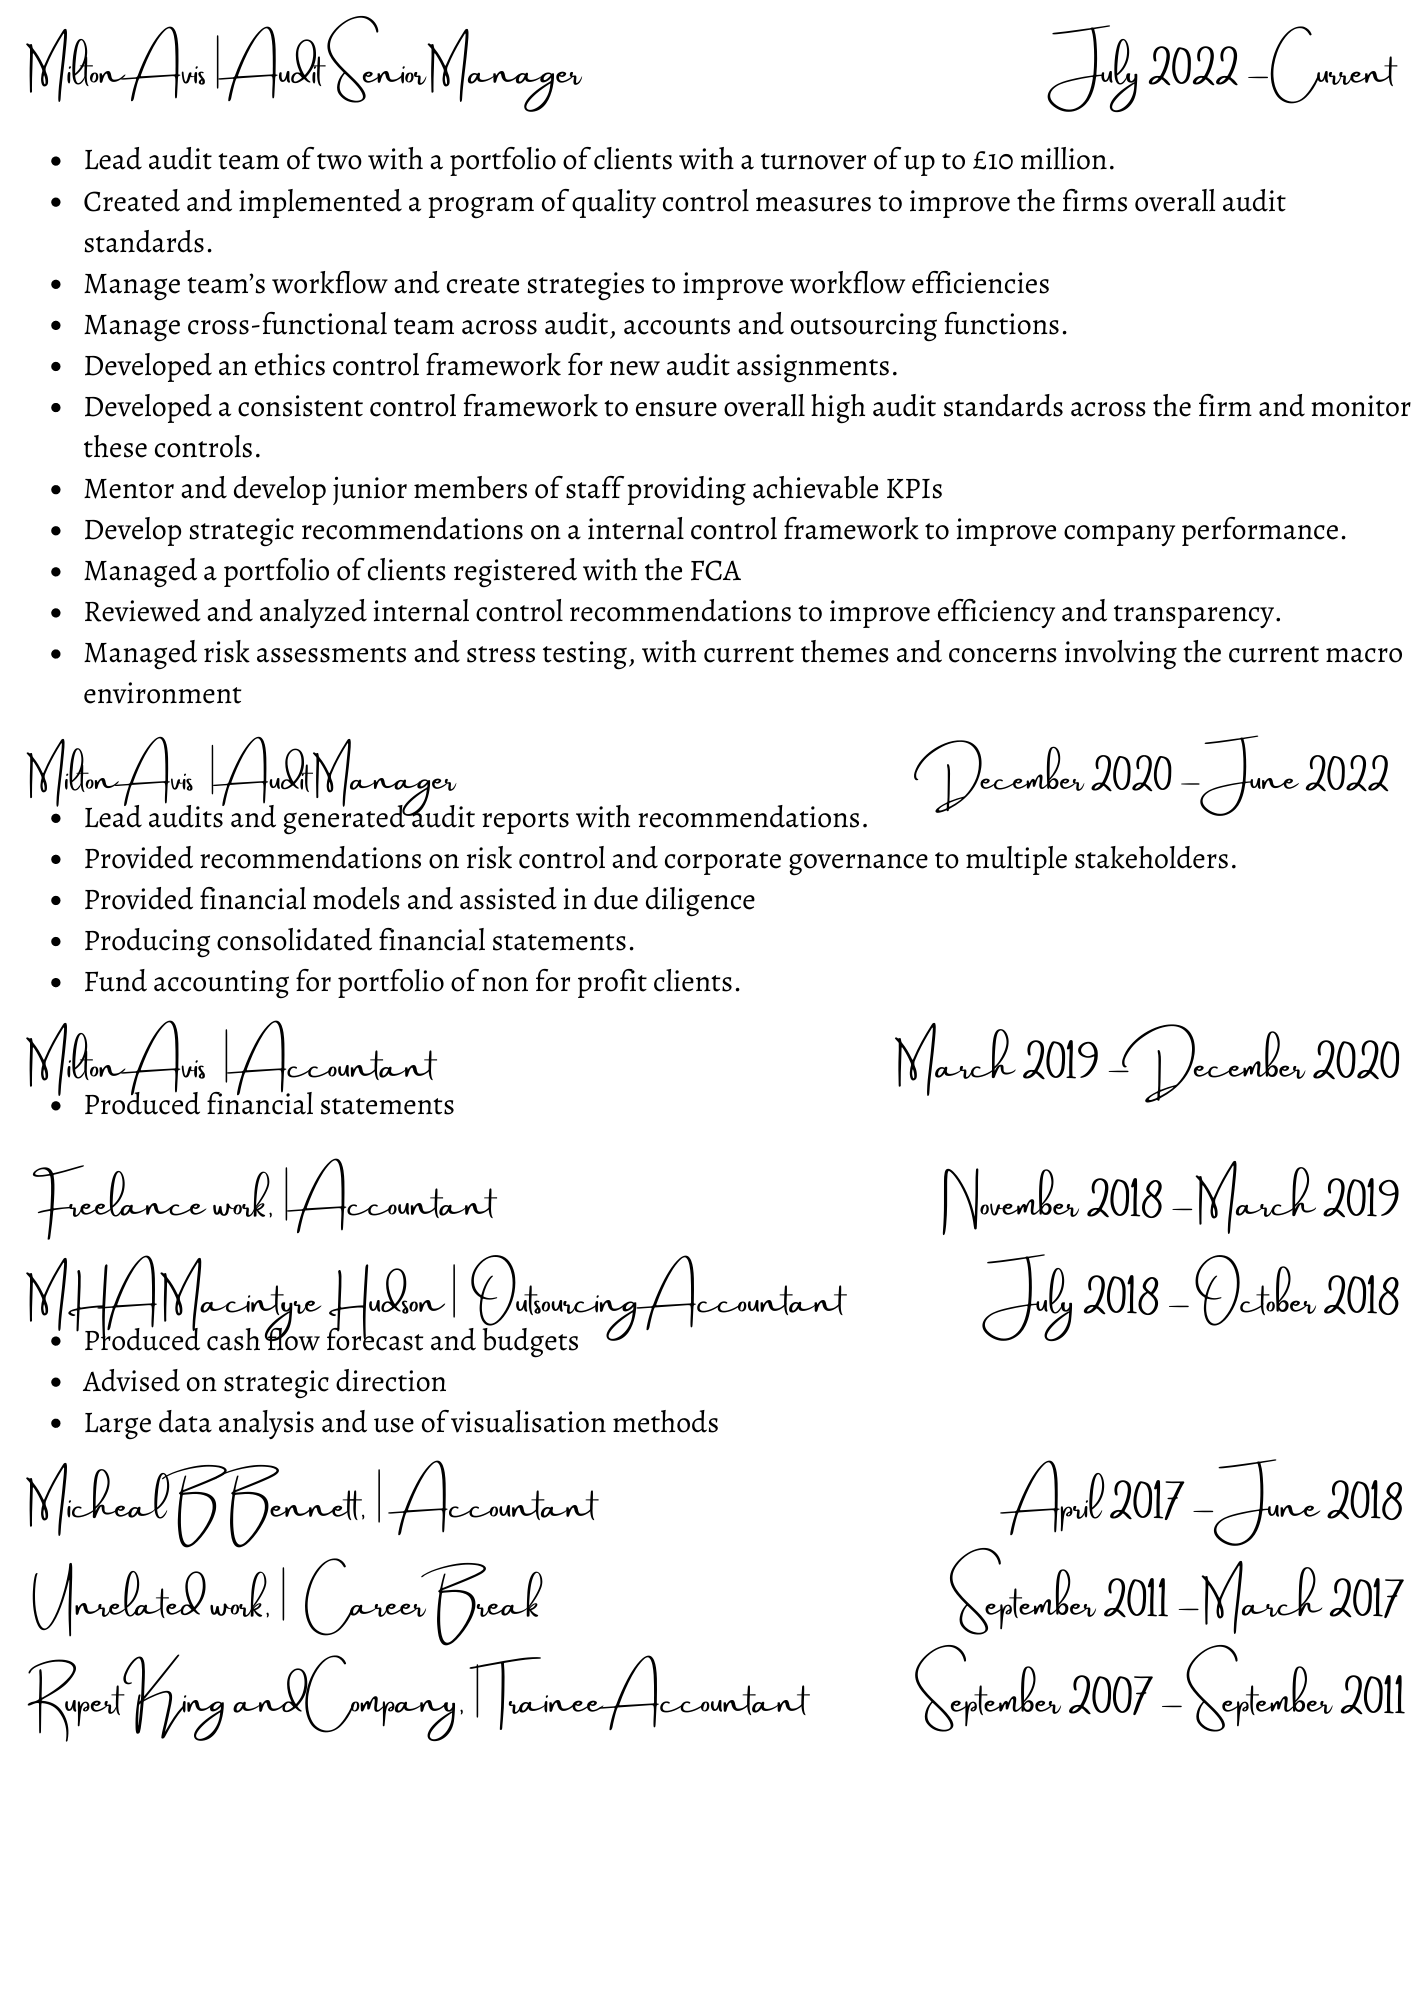 Milton Avis | Audit Senior Manager July 2022 – Current
• Lead audit team of two with a portfolio of clients with a turnover of up to £10 million.
• Created and implemented a program of quality control measures to improve the firms overall audit
standards.
• Manage team’s workflow and create strategies to improve workflow efficiencies
• Manage cross-functional team across audit, accounts and outsourcing functions.
• Developed an ethics control framework for new audit assignments.
• Developed a consistent control framework to ensure overall high audit standards across the firm and monitor
these controls.
• Mentor and develop junior members of staff providing achievable KPIs
• Develop strategic recommendations on a internal control framework to improve company performance.
• Managed a portfolio of clients registered with the FCA
• Reviewed and analyzed internal control recommendations to improve efficiency and transparency.
• Managed risk assessments and stress testing, with current themes and concerns involving the current macro
environment
Milton Avis | Audit Manager December 2020 – June 2022
• Lead audits and generated audit reports with recommendations.
• Provided recommendations on risk control and corporate governance to multiple stakeholders.
• Provided financial models and assisted in due diligence
• Producing consolidated financial statements.
• Fund accounting for portfolio of non for profit clients.
Milton Avis | Accountant March 2019 – December 2020
• Produced financial statements
Freelance work, | Accountant November 2018 – March 2019
MHA Macintyre Hudson | Outsourcing Accountant July 2018 – October 2018
• Produced cash flow forecast and budgets
• Advised on strategic direction
• Large data analysis and use of visualisation methods
Micheal B Bennett, | Accountant April 2017 – June 2018
Unrelated work, | Career Break September 2011 – March 2017
Rupert King and Company, | Trainee Accountant September 2007 – September 2011